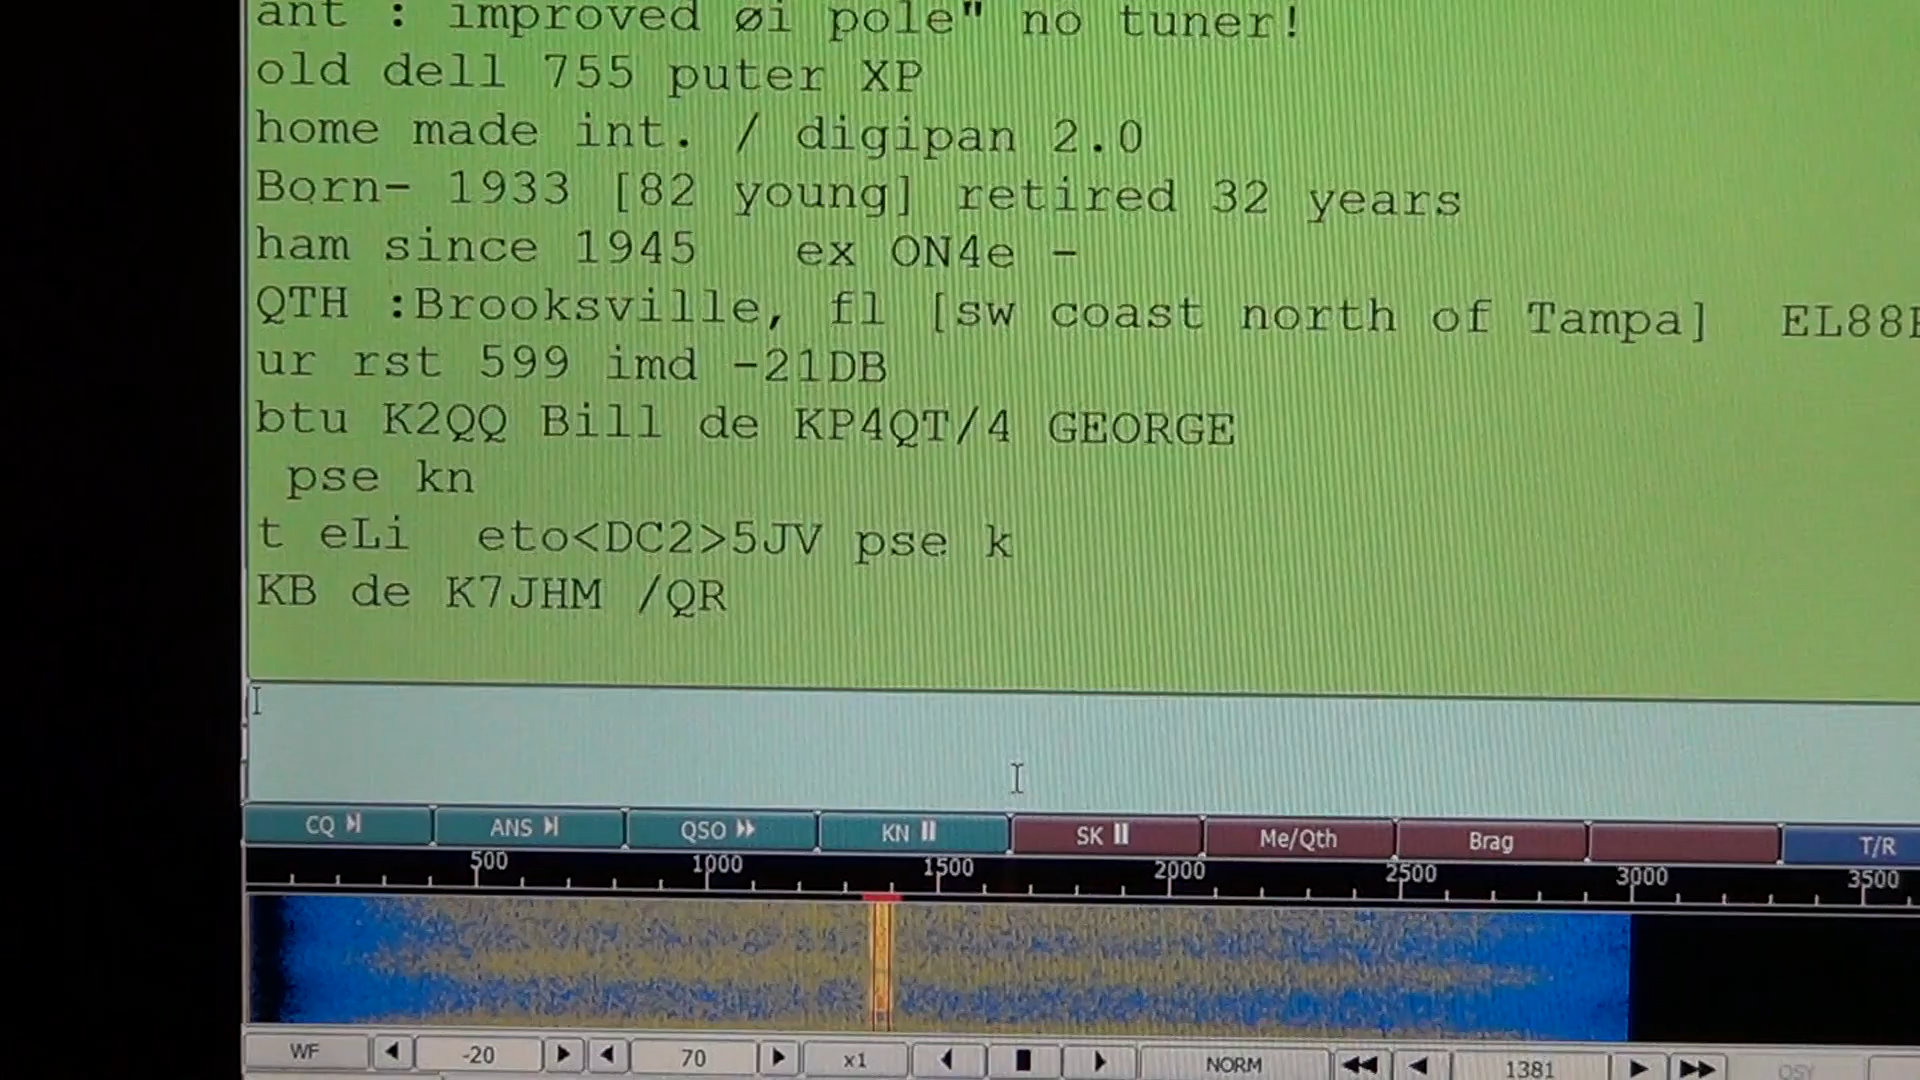 ant : improved øi pole" no tuner!
old dell 755 puter XP
home made int. / digipan 2.0
Born- 1933 [82 young] retired 32 years
ham since 1945 ex ON4e -
QTH :Brooksville, fl [sw coast north of Tampa]
ur rst 599 imd -21DB
btu K2QQ Bill de KP4QT/4 GEORGE
pse kn
t eLi eto<DC2>5JV pse k
KB de K7JHM /QR
CQ ANS QSO KN SK Me/Qth Brag T/R
500 1000 1500 2000 2500 3000 3500
WF -20 70 x1 NORM 1381 QSY